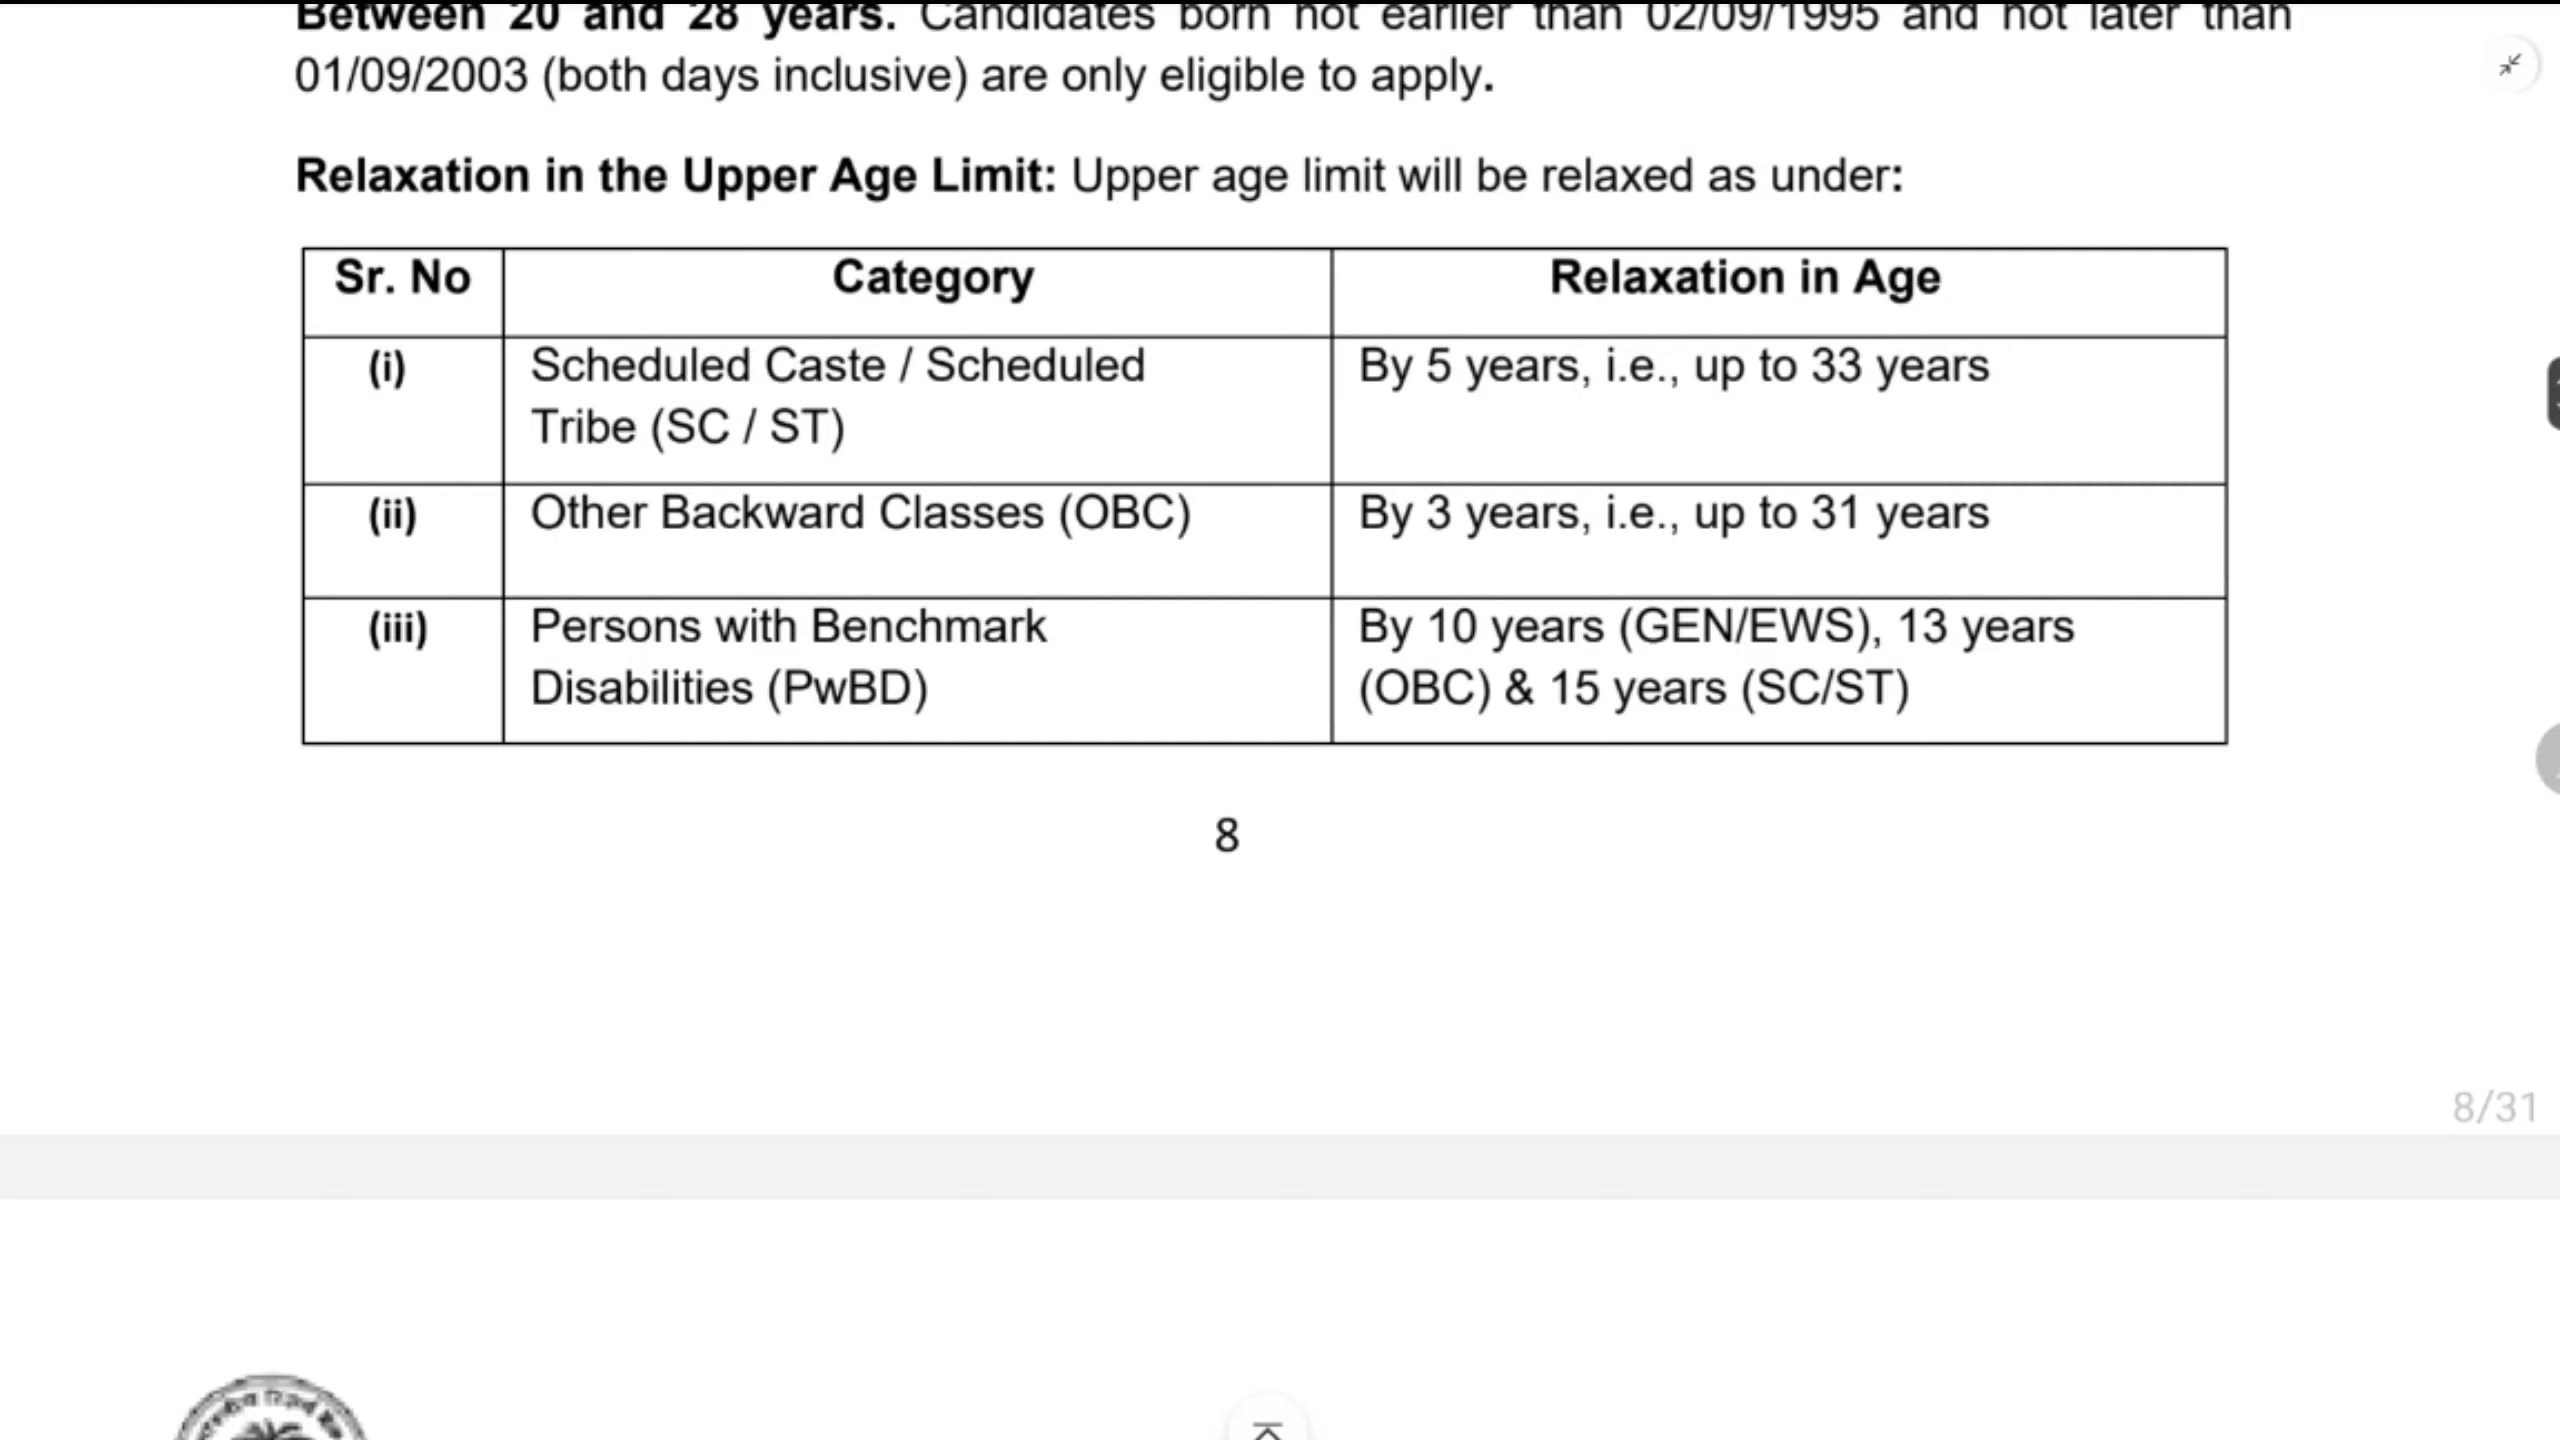 Between 20 and 28 years. Candidates born not earlier than 02/09/1995 and not later than
01/09/2003 (both days inclusive) are only eligible to apply.
Relaxation in the Upper Age Limit: Upper age limit will be relaxed as under:
Sr. No Category Relaxation in Age
(i) Scheduled Caste / Scheduled By 5 years, i.e., up to 33 years
Tribe (SC / ST)
(ii) Other Backward Classes (OBC) By 3 years, i.e., up to 31 years
(iii) Persons with Benchmark By 10 years (GEN/EWS), 13 years
Disabilities (PwBD) (OBC) & 15 years (SC/ST)
8
8/31